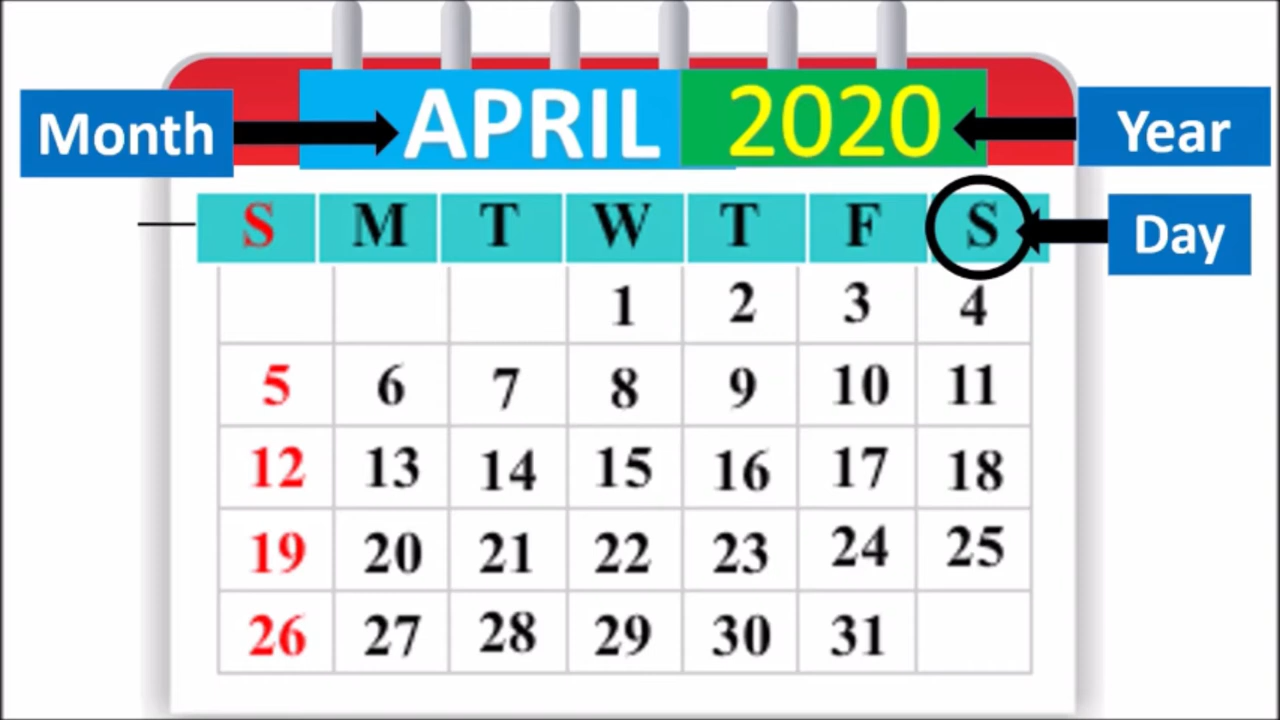 Month APRIL 2020 Year
S M T W T F S Day
1 2 3 4
5 6 7 8 9 10 11
12 13 14 15 16 17 18
19 20 21 22 23 24 25
26 27 28 29 30 31